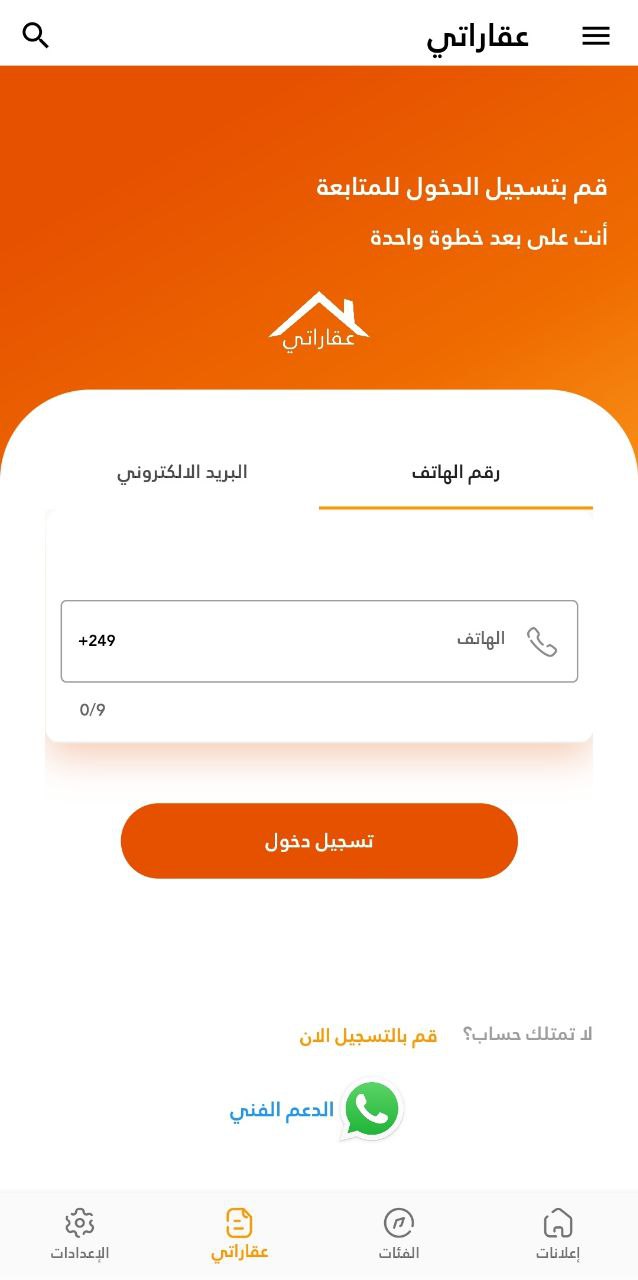 عقاراتي
قم بتسجيل الدخول للمتابعة
أنت على بعد خطوة واحدة
عقاراتي
رقم الهاتف
البريد الالكتروني
الهاتف
+249
0/9
تسجيل دخول
لا تمتلك حساب؟ قم بالتسجيل الان
الدعم الفني
إعلانات
الفئات
عقاراتي
الإعدادات